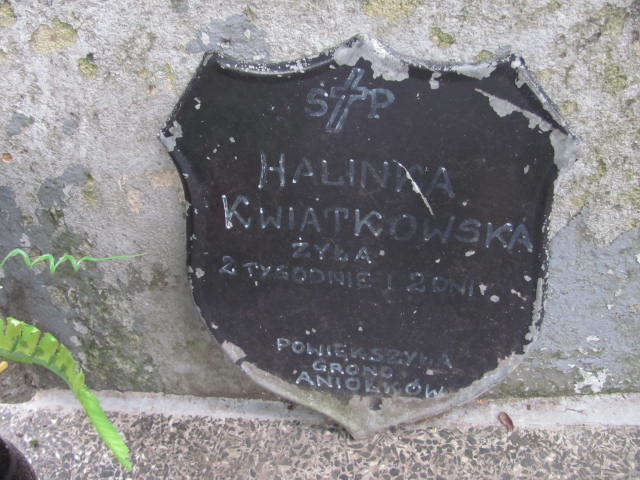 Ś P
HALINKA
KWIATKOWSKA
ŻYŁA
2 TYGODNIE I 2 DNI
POWIĘKSZYŁA
GRONO
ANIOŁKÓW